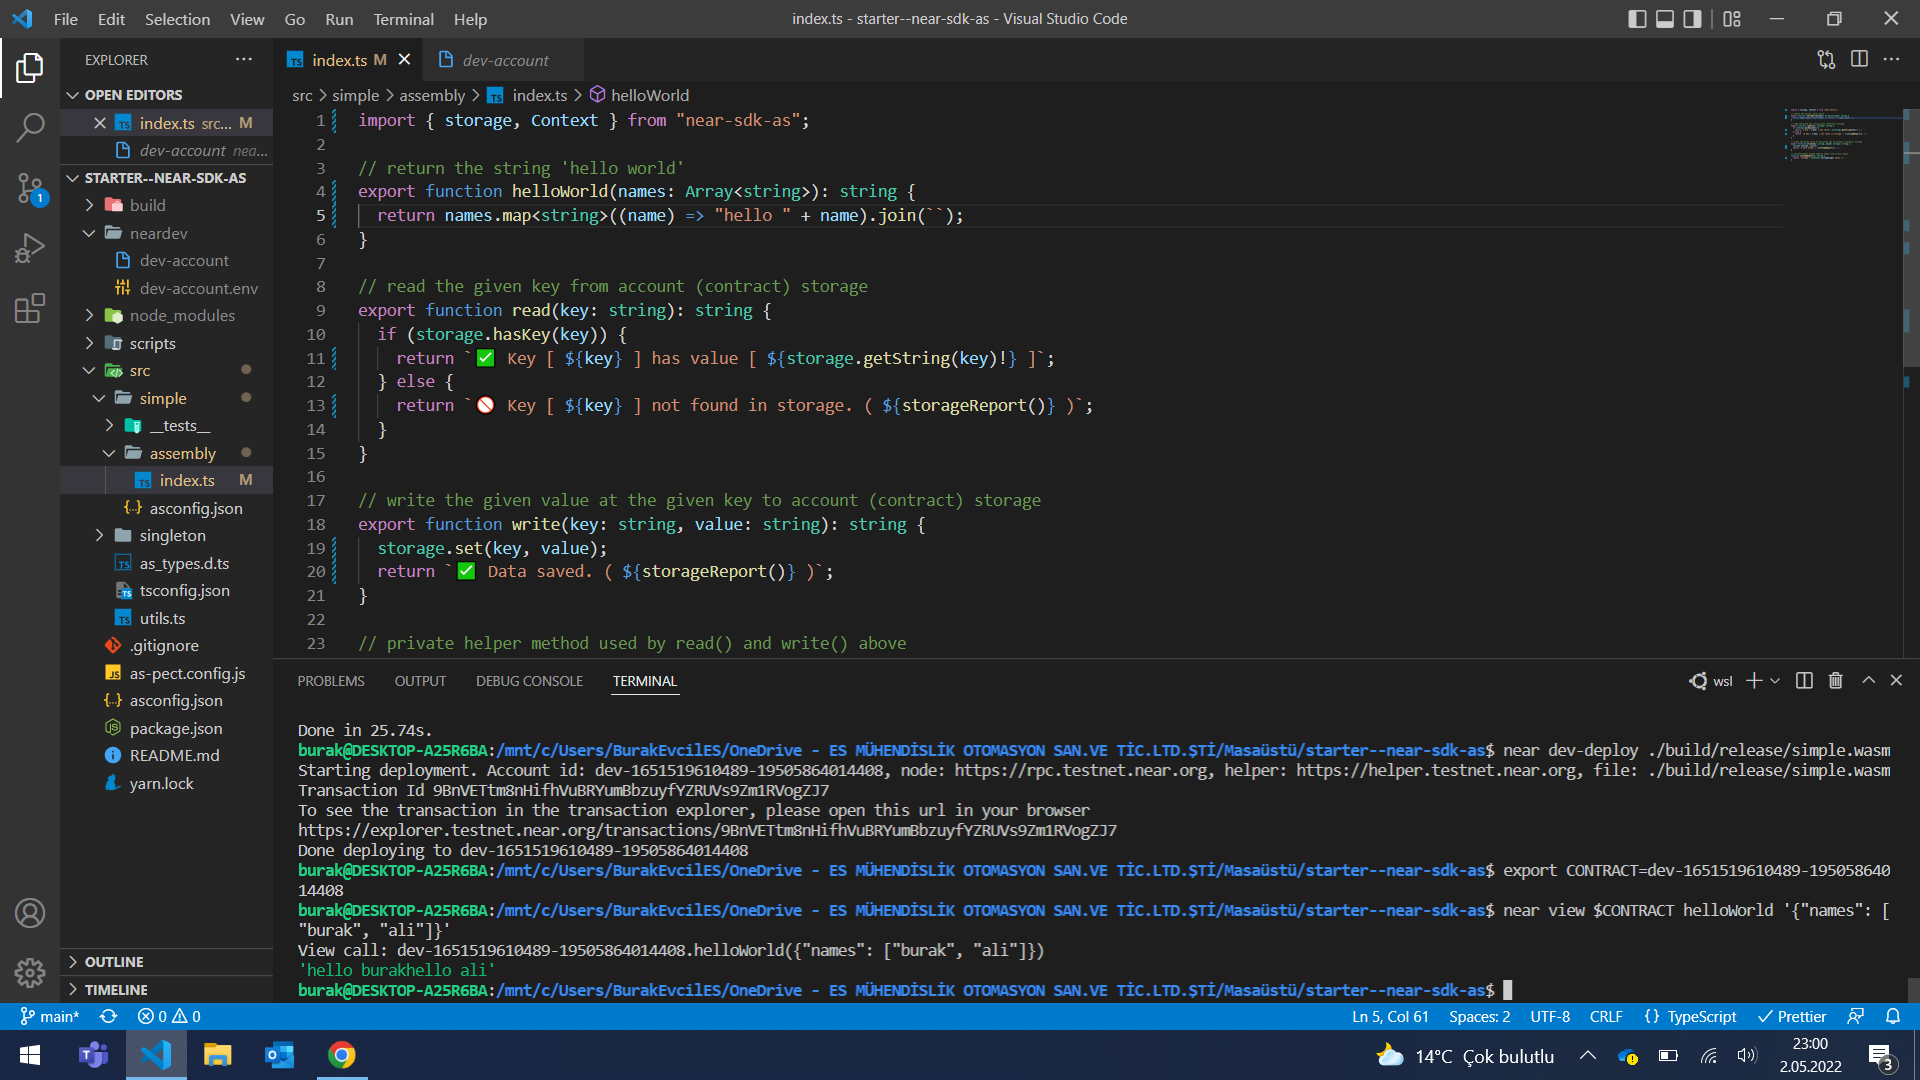 File Edit Selection View Go Run Terminal Help
index.ts - starter--near-sdk-as - Visual Studio Code
EXPLORER
OPEN EDITORS
index.ts src... M
dev-account nea...
STARTER--NEAR-SDK-AS
build
neardev
dev-account
dev-account.env
node_modules
scripts
src
simple
__tests__
assembly
index.ts M
asconfig.json
singleton
as_types.d.ts
tsconfig.json
utils.ts
.gitignore
as-pect.config.js
asconfig.json
package.json
README.md
yarn.lock
OUTLINE
TIMELINE
index.ts M
dev-account
src > simple > assembly > index.ts > helloWorld
1 import { storage, Context } from "near-sdk-as";
2
3 // return the string 'hello world'
4 export function helloWorld(names: Array<string>): string {
5 return names.map<string>((name) => "hello " + name).join(``);
6 }
7
8 // read the given key from account (contract) storage
9 export function read(key: string): string {
10 if (storage.hasKey(key)) {
11 return `✅ Key [ ${key} ] has value [ ${storage.getString(key)!} ]`;
12 } else {
13 return `🚫 Key [ ${key} ] not found in storage. ( ${storageReport()} )`;
14 }
15 }
16
17 // write the given value at the given key to account (contract) storage
18 export function write(key: string, value: string): string {
19 storage.set(key, value);
20 return `✅ Data saved. ( ${storageReport()} )`;
21 }
22
23 // private helper method used by read() and write() above
PROBLEMS OUTPUT DEBUG CONSOLE TERMINAL
wsl
Done in 25.74s.
burak@DESKTOP-A25R6BA:/mnt/c/Users/BurakEvcilES/OneDrive - ES MÜHENDİSLİK OTOMASYON SAN.VE TİC.LTD.ŞTİ/Masaüstü/starter--near-sdk-as$ near dev-deploy ./build/release/simple.wasm
Starting deployment. Account id: dev-1651519610489-19505864014408, node: https://rpc.testnet.near.org, helper: https://helper.testnet.near.org, file: ./build/release/simple.wasm
Transaction Id 9BnVETtm8nHifhVuBRYumBbzuyfYZRUVs9Zm1RVogZJ7
To see the transaction in the transaction explorer, please open this url in your browser
https://explorer.testnet.near.org/transactions/9BnVETtm8nHifhVuBRYumBbzuyfYZRUVs9Zm1RVogZJ7
Done deploying to dev-1651519610489-19505864014408
burak@DESKTOP-A25R6BA:/mnt/c/Users/BurakEvcilES/OneDrive - ES MÜHENDİSLİK OTOMASYON SAN.VE TİC.LTD.ŞTİ/Masaüstü/starter--near-sdk-as$ export CONTRACT=dev-1651519610489-195058640
14408
burak@DESKTOP-A25R6BA:/mnt/c/Users/BurakEvcilES/OneDrive - ES MÜHENDİSLİK OTOMASYON SAN.VE TİC.LTD.ŞTİ/Masaüstü/starter--near-sdk-as$ near view $CONTRACT helloWorld '{"names": [
"burak", "ali"]}'
View call: dev-1651519610489-19505864014408.helloWorld({"names": ["burak", "ali"]})
'hello burakhello ali'
burak@DESKTOP-A25R6BA:/mnt/c/Users/BurakEvcilES/OneDrive - ES MÜHENDİSLİK OTOMASYON SAN.VE TİC.LTD.ŞTİ/Masaüstü/starter--near-sdk-as$
main* 0 0
Ln 5, Col 61 Spaces: 2 UTF-8 CRLF {} TypeScript Prettier
14°C Çok bulutlu
23:00
2.05.2022
3
1